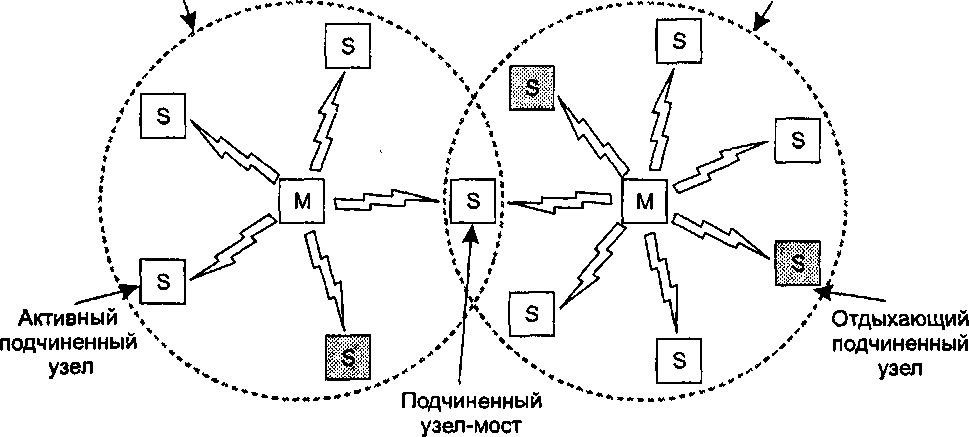 S
S
S
S
S
S
M
S
M
S
S
S
S
S
Активный
подчиненный
узел
Отдыхающий
подчиненный
узел
Подчиненный
узел-мост